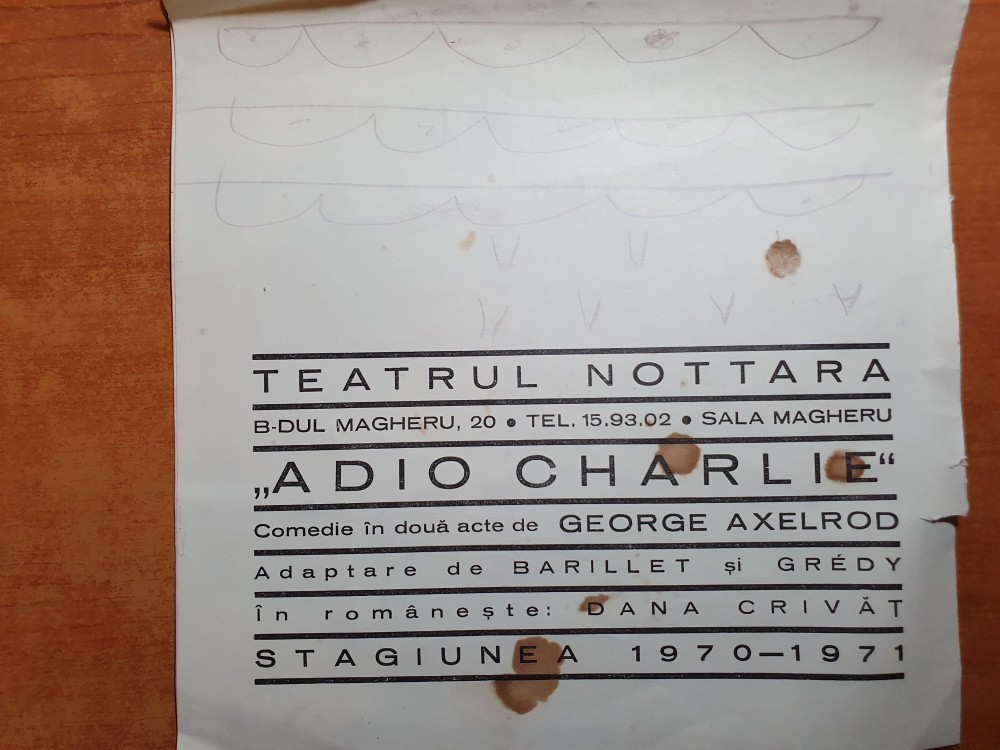 TEATRUL NOTTARA
B-DUL MAGHERU, 20 • TEL. 15.93.02 • SALA MAGHERU
„ADIO CHARLIE“
Comedie în două acte de GEORGE AXELROD
Adaptare de BARILLET și GRÉDY
În românește: DANA CRIVĂȚ
STAGIUNEA 1970—1971